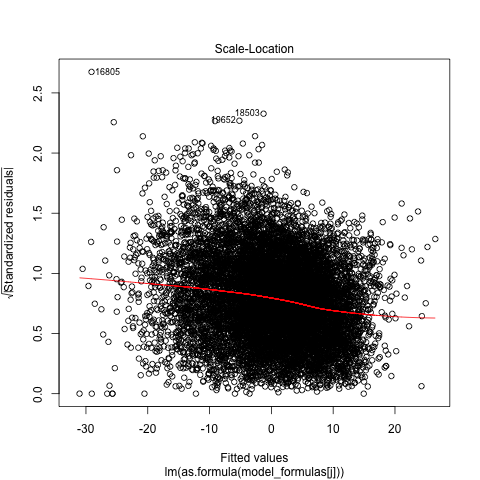 Scale-Location
√|Standardized residuals|
2.5
2.0
1.5
1.0
0.5
0.0
16805
18503
19652
-30 -20 -10 0 10 20
Fitted values
lm(as.formula(model_formulas[j]))